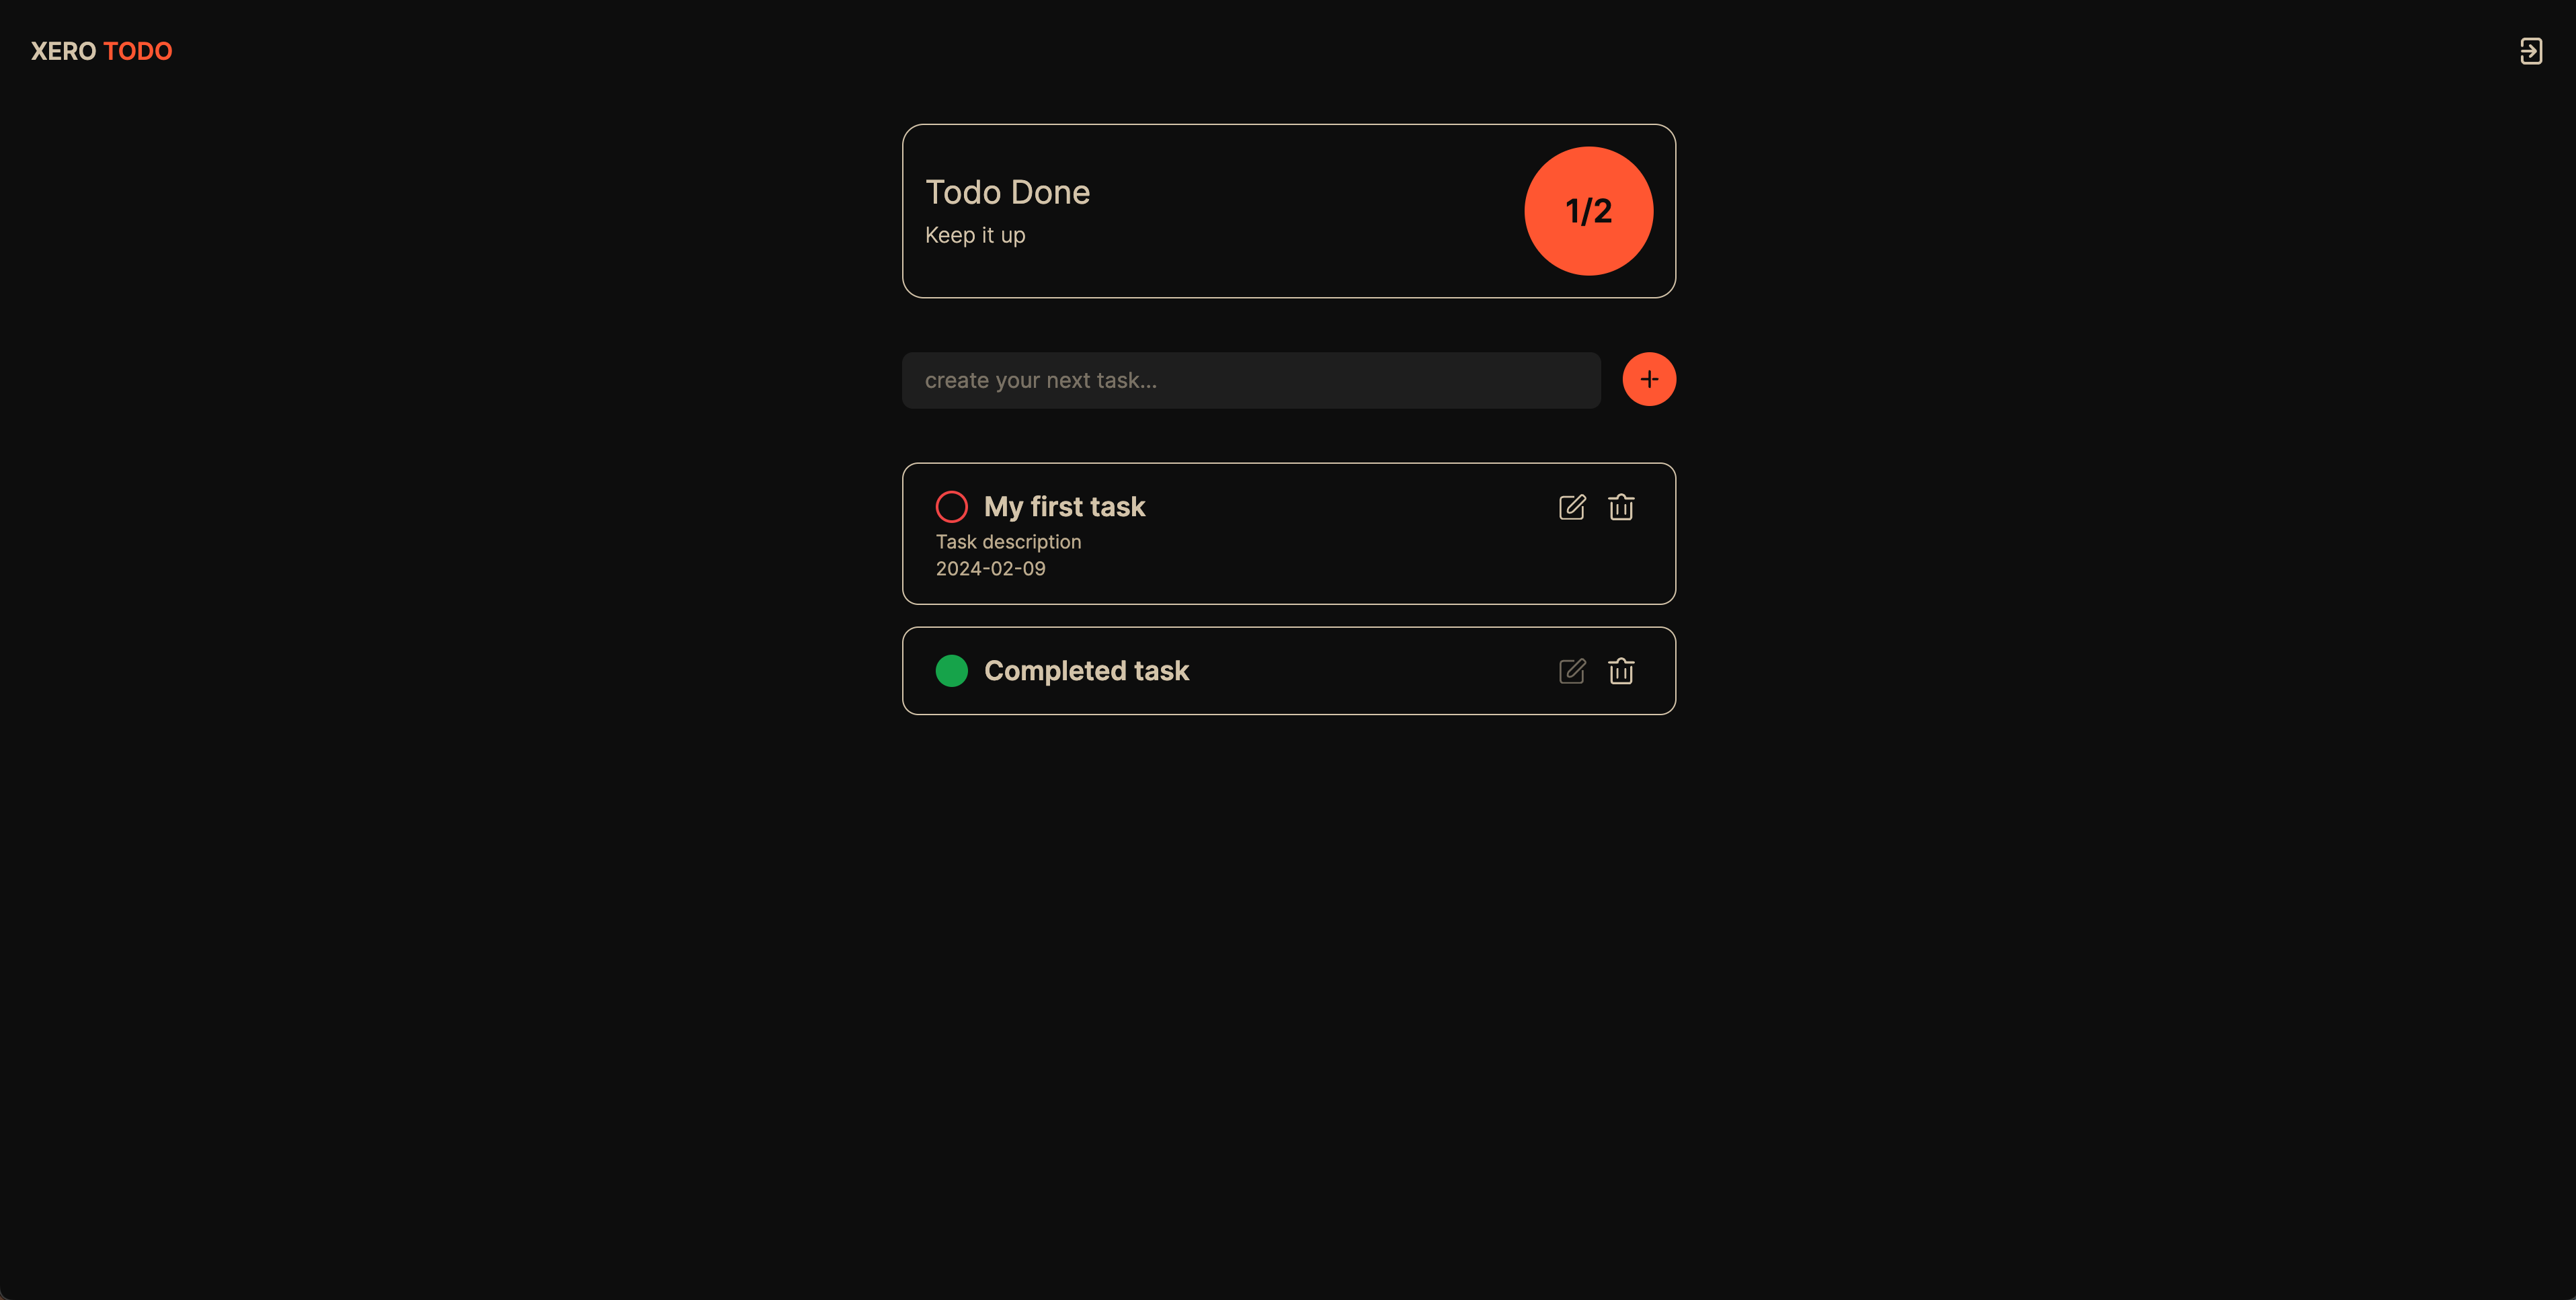 XERO TODO
Todo Done
Keep it up
1/2
create your next task...
My first task
Task description
2024-02-09
Completed task